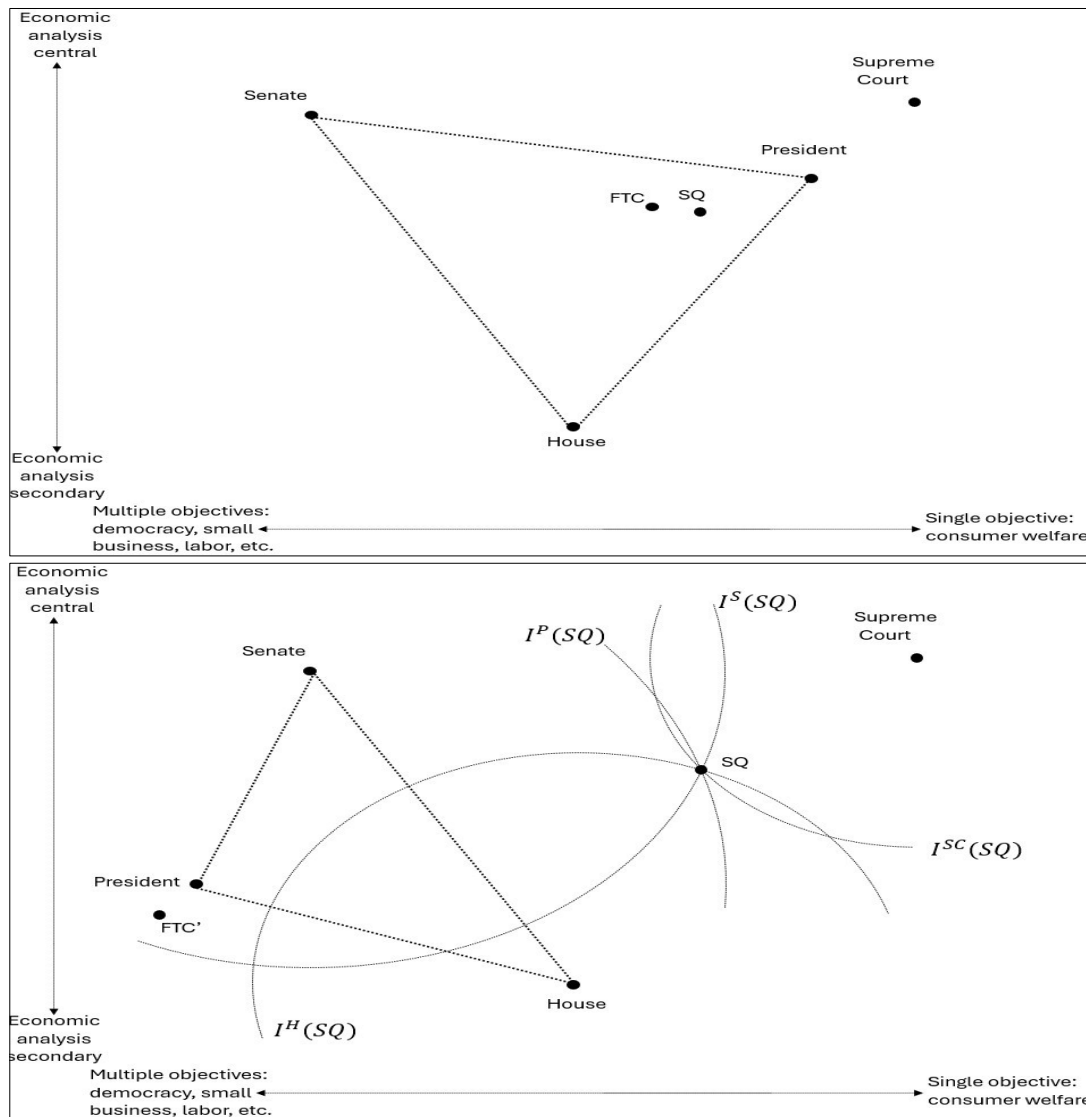 Economic
analysis
central
Supreme
Court
Senate
President
FTC
SQ
House
Economic
analysis
secondary
Multiple objectives:
democracy, small
business, labor, etc.
Single objective:
consumer welfare
Economic
analysis
central
I^S(SQ)
I^P(SQ)
Supreme
Court
Senate
SQ
I^{SC}(SQ)
President
FTC'
House
I^H(SQ)
Economic
analysis
secondary
Multiple objectives:
democracy, small
business, labor, etc.
Single objective:
consumer welfare